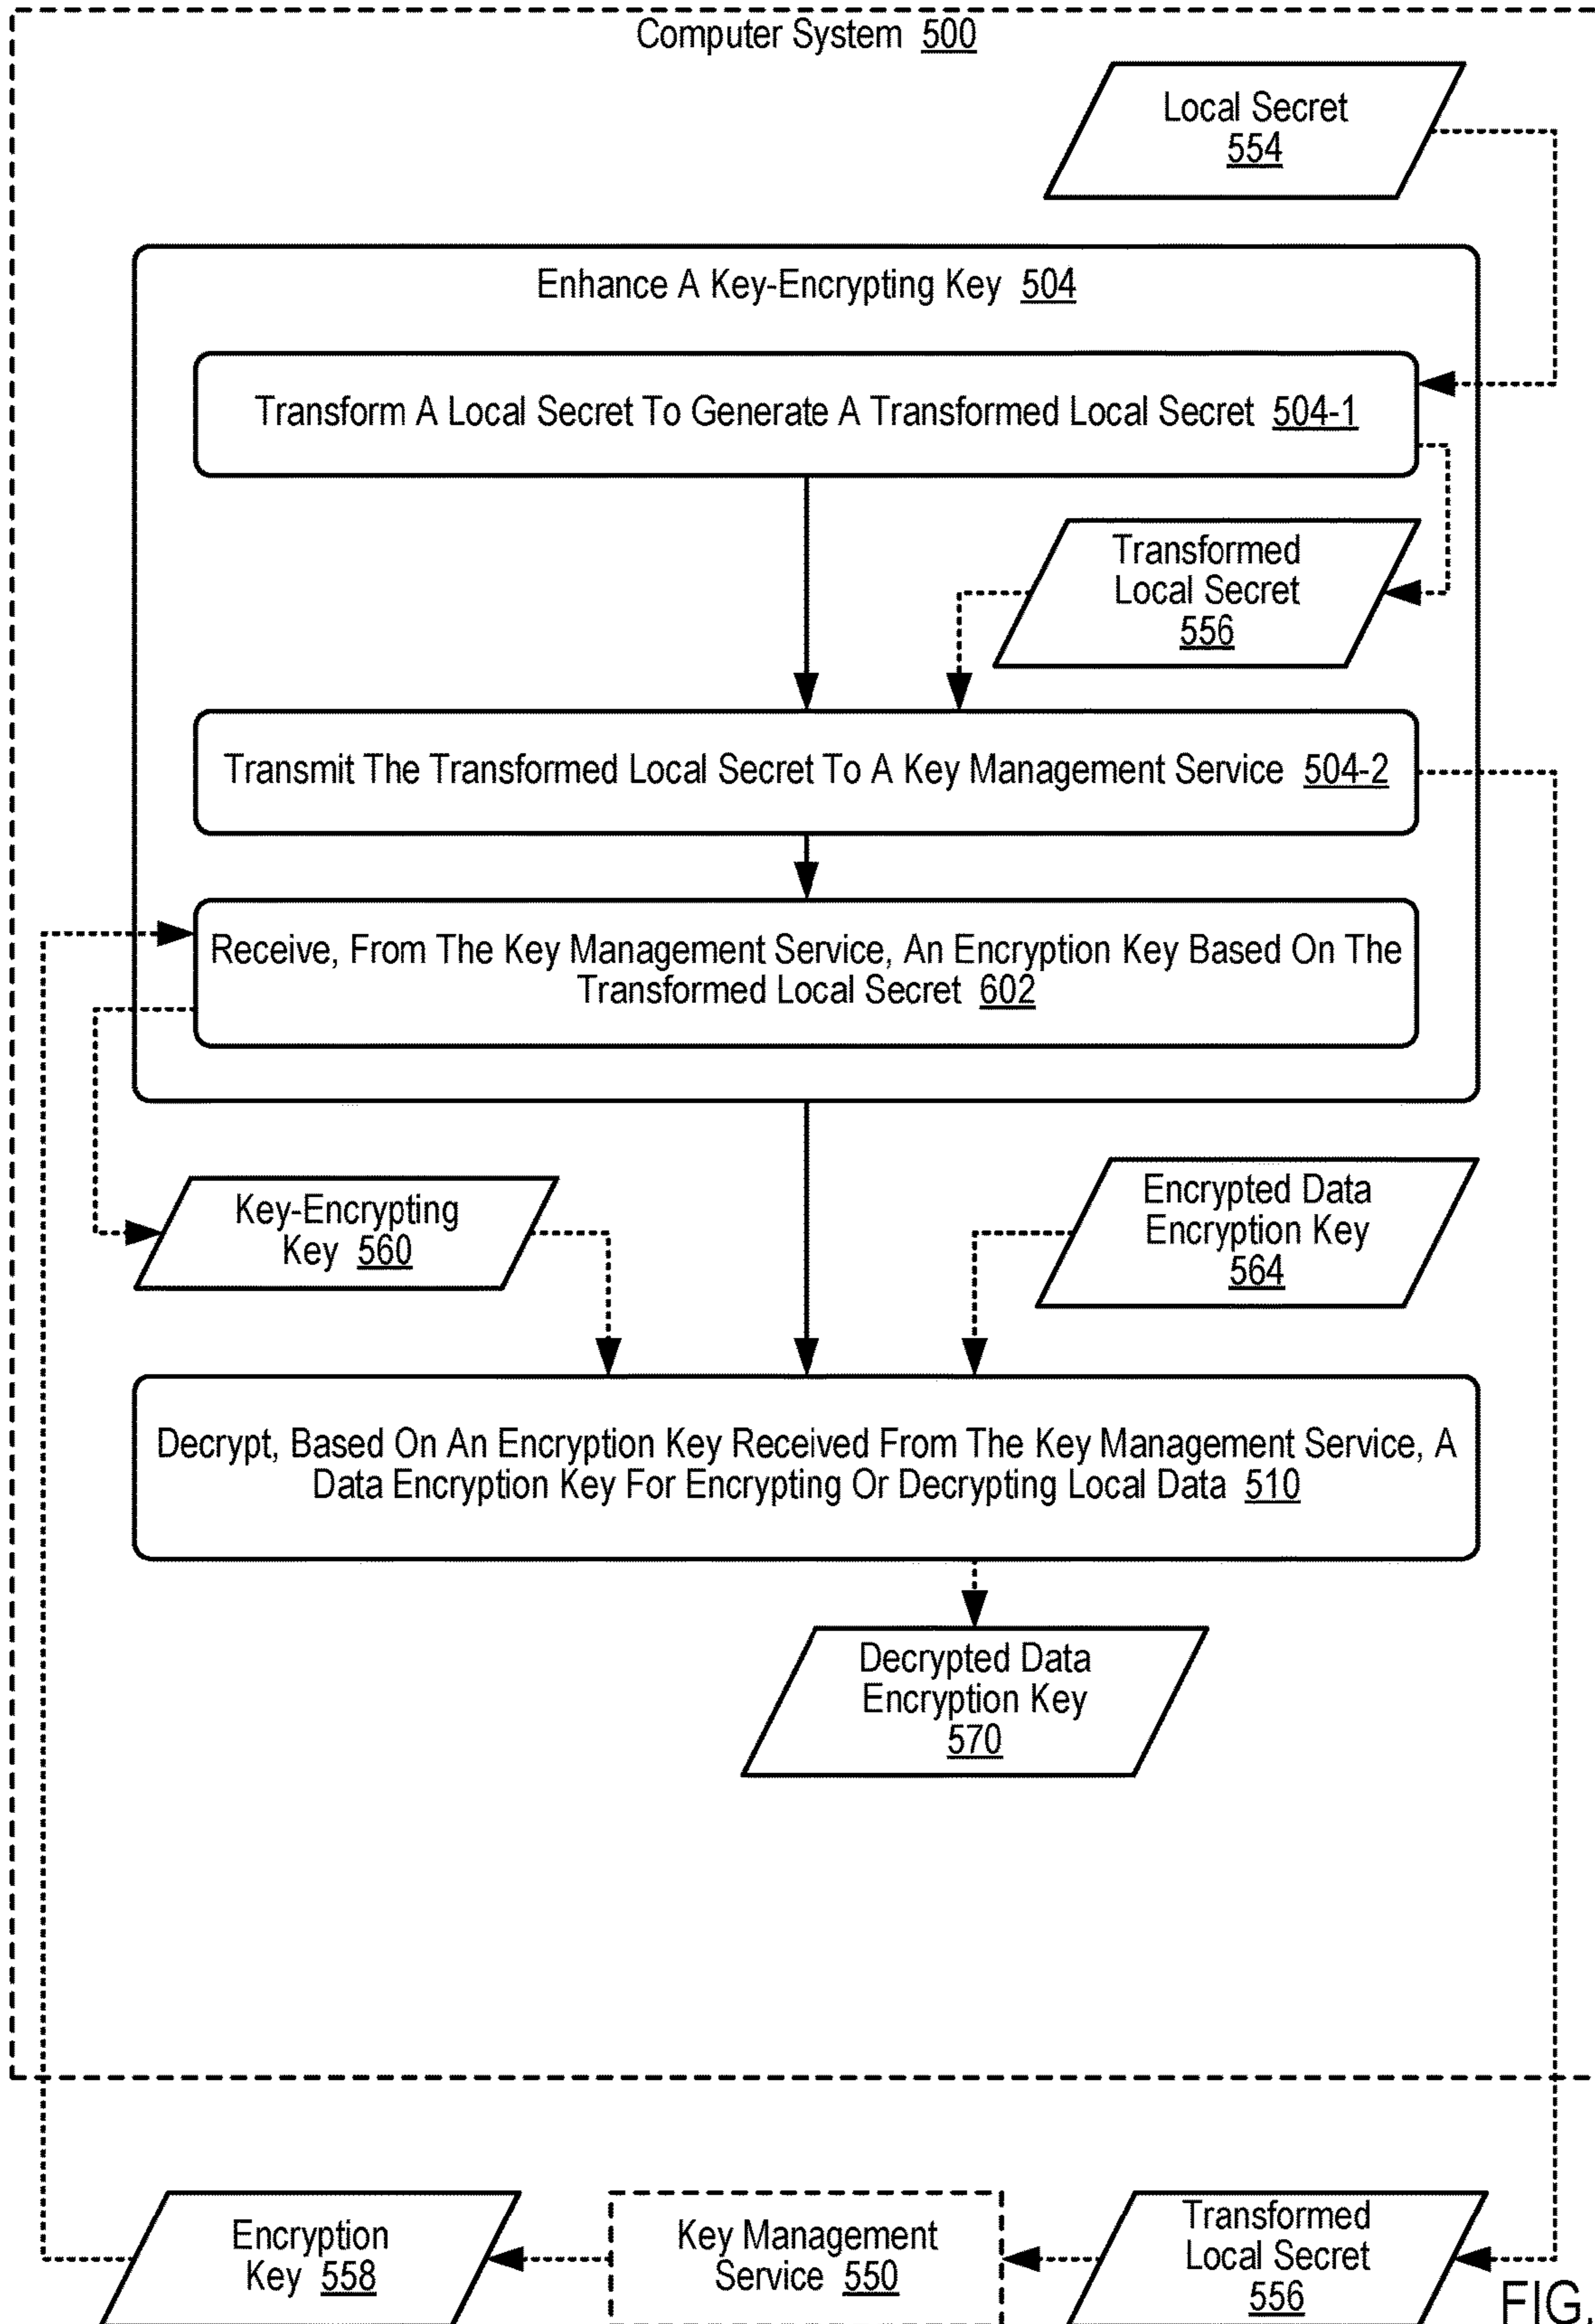 Computer System 500
Local Secret
554
Enhance A Key-Encrypting Key 504
Transform A Local Secret To Generate A Transformed Local Secret 504-1
Transformed
Local Secret
556
Transmit The Transformed Local Secret To A Key Management Service 504-2
Receive, From The Key Management Service, An Encryption Key Based On The
Transformed Local Secret 602
Key-Encrypting
Key 560
Encrypted Data
Encryption Key
564
Decrypt, Based On An Encryption Key Received From The Key Management Service, A
Data Encryption Key For Encrypting Or Decrypting Local Data 510
Decrypted Data
Encryption Key
570
Encryption
Key 558
Key Management
Service 550
Transformed
Local Secret
556
FIG.